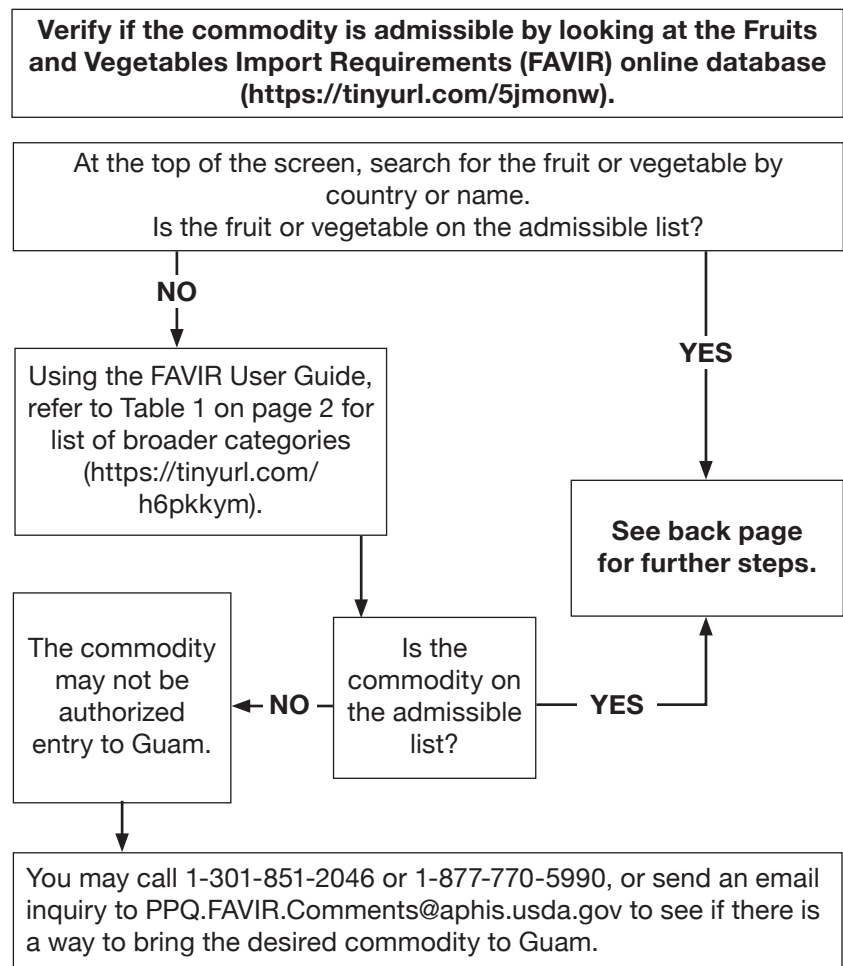 Verify if the commodity is admissible by looking at the Fruits
and Vegetables Import Requirements (FAVIR) online database
(https://tinyurl.com/5jmonw).
At the top of the screen, search for the fruit or vegetable by
country or name.
Is the fruit or vegetable on the admissible list?
NO
YES
Using the FAVIR User Guide,
refer to Table 1 on page 2 for
list of broader categories
(https://tinyurl.com/
h6pkkym).
See back page
for further steps.
The commodity
may not be
authorized
entry to Guam.
NO
Is the
commodity on
the admissible
list?
YES
You may call 1-301-851-2046 or 1-877-770-5990, or send an email
inquiry to PPQ.FAVIR.Comments@aphis.usda.gov to see if there is
a way to bring the desired commodity to Guam.